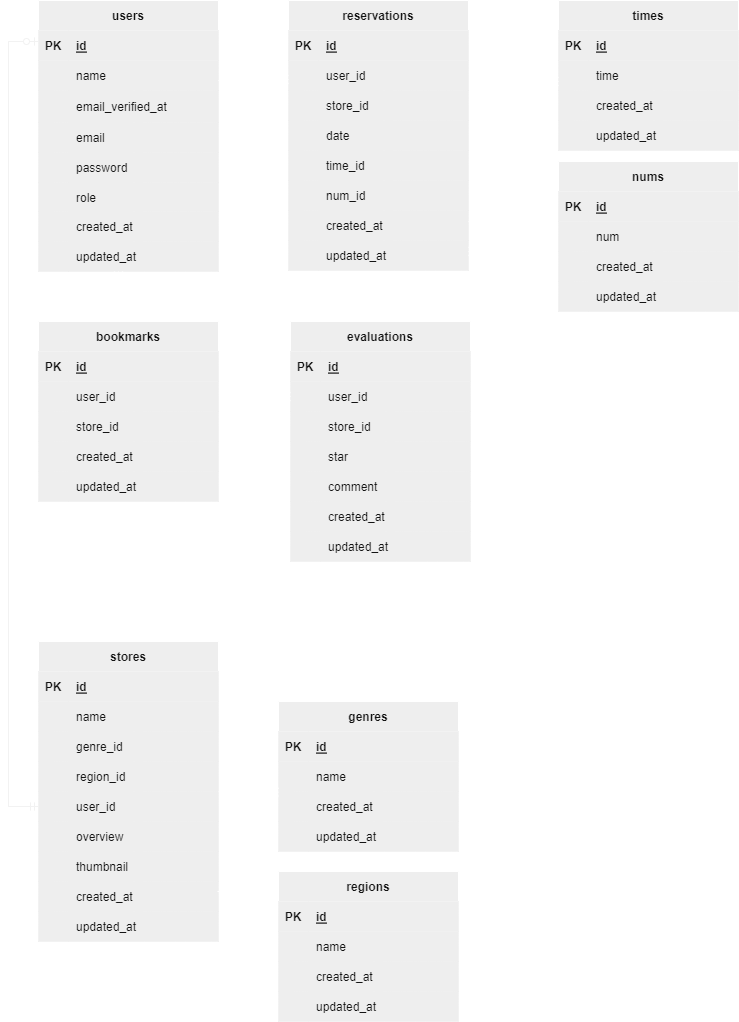 users
PK id
name
email_verified_at
email
password
role
created_at
updated_at
reservations
PK id
user_id
store_id
date
time_id
num_id
created_at
updated_at
times
PK id
time
created_at
updated_at
nums
PK id
num
created_at
updated_at
bookmarks
PK id
user_id
store_id
created_at
updated_at
evaluations
PK id
user_id
store_id
star
comment
created_at
updated_at
stores
PK id
name
genre_id
region_id
user_id
overview
thumbnail
created_at
updated_at
genres
PK id
name
created_at
updated_at
regions
PK id
name
created_at
updated_at